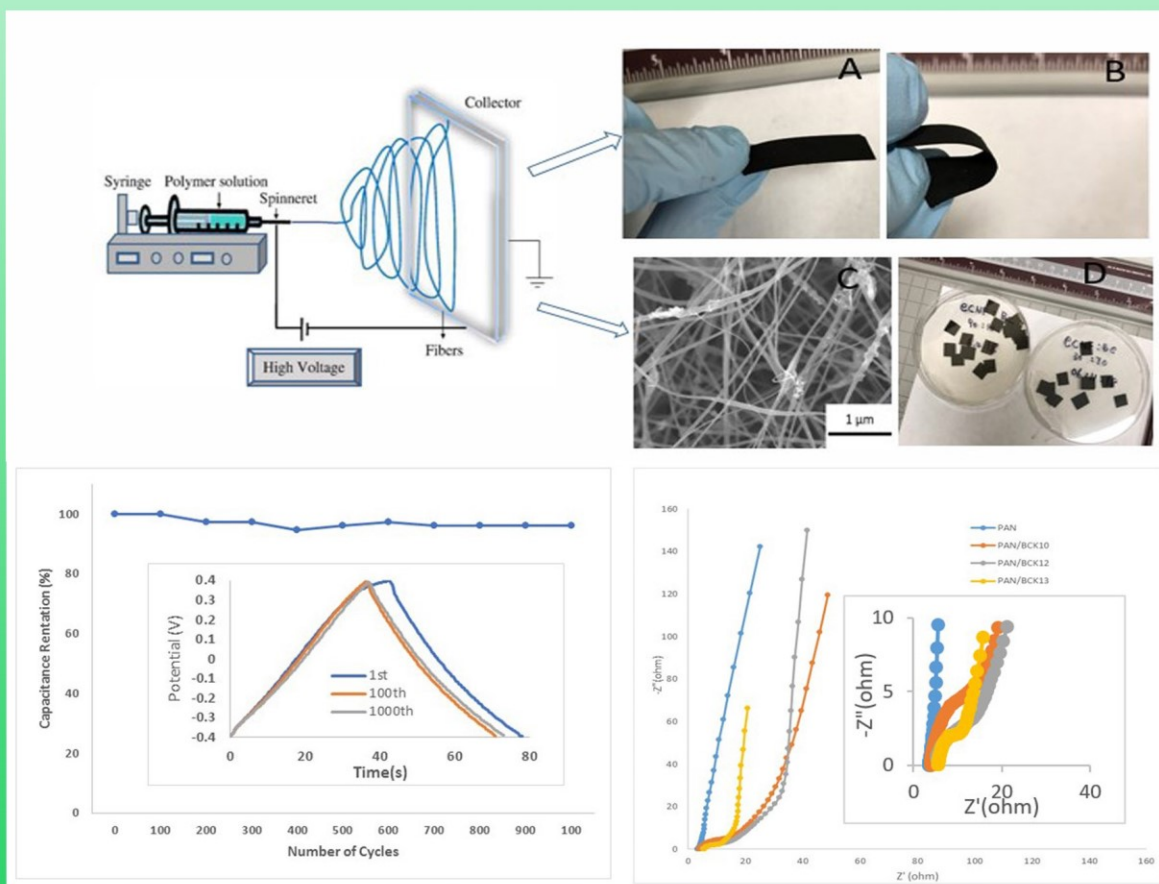 Collector
Syringe
Polymer solution
Spinneret
High Voltage
Fibers
A
B
C
1 µm
D
Capacitance Rentation (%)
100
80
60
40
20
0
0 100 200 300 400 500 600 700 800 900 100
Number of Cycles
Potential (V)
0.4
0.3
0.2
0.1
0
-0.1
-0.2
-0.3
-0.4
1st
100th
1000th
0 20 40 60 80
Time(s)
-Z"(ohm)
160
140
120
100
80
60
40
20
0
0 20 40 60 80 100 120 140 160
Z' (ohm)
PAN
PAN/BCK10
PAN/BCK12
PAN/BCK13
-Z"(ohm)
10
5
0
0 20 40
Z'(ohm)